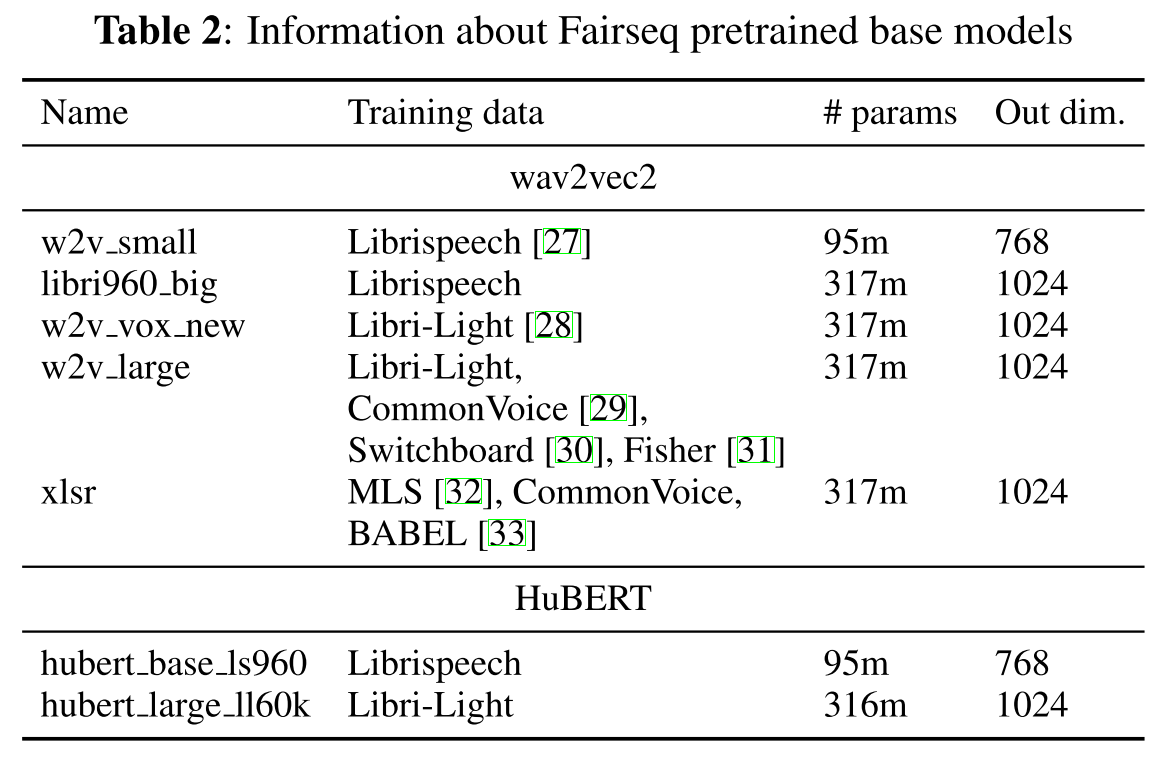 Table 2: Information about Fairseq pretrained base models
Name Training data # params Out dim.
wav2vec2
w2v_small Librispeech [27] 95m 768
libri960_big Librispeech 317m 1024
w2v_vox_new Libri-Light [28] 317m 1024
w2v_large Libri-Light, 317m 1024
CommonVoice [29],
Switchboard [30], Fisher [31]
xlsr MLS [32], CommonVoice, 317m 1024
BABEL [33]
HuBERT
hubert_base_ls960 Librispeech 95m 768
hubert_large_ll60k Libri-Light 316m 1024